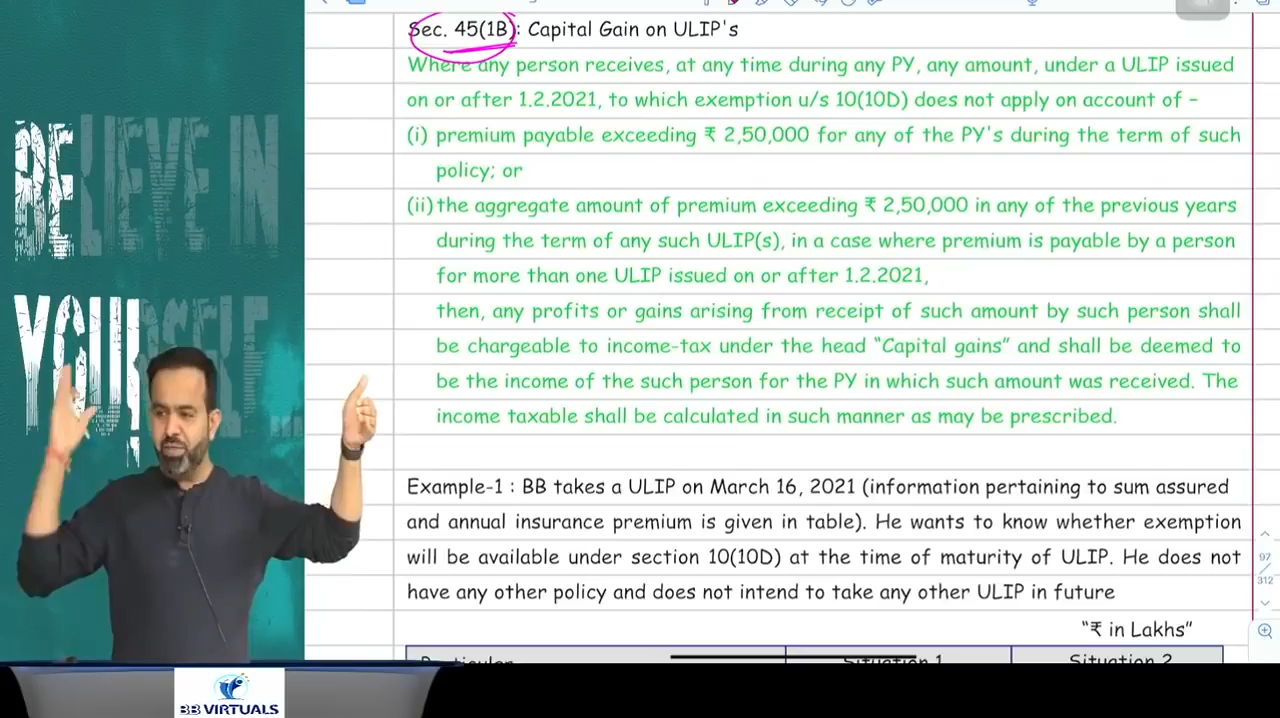 BELIEVE IN
YOU!
Sec. 45(1B): Capital Gain on ULIP's
Where any person receives, at any time during any PY, any amount, under a ULIP issued
on or after 1.2.2021, to which exemption u/s 10(10D) does not apply on account of –
(i) premium payable exceeding ₹ 2,50,000 for any of the PY's during the term of such
policy; or
(ii) the aggregate amount of premium exceeding ₹ 2,50,000 in any of the previous years
during the term of any such ULIP(s), in a case where premium is payable by a person
for more than one ULIP issued on or after 1.2.2021,
then, any profits or gains arising from receipt of such amount by such person shall
be chargeable to income-tax under the head “Capital gains” and shall be deemed to
be the income of the such person for the PY in which such amount was received. The
income taxable shall be calculated in such manner as may be prescribed.
Example-1 : BB takes a ULIP on March 16, 2021 (information pertaining to sum assured
and annual insurance premium is given in table). He wants to know whether exemption
will be available under section 10(10D) at the time of maturity of ULIP. He does not
have any other policy and does not intend to take any other ULIP in future
“₹ in Lakhs”
Particular Situation 1 Situation 2
97
312
BB VIRTUALS